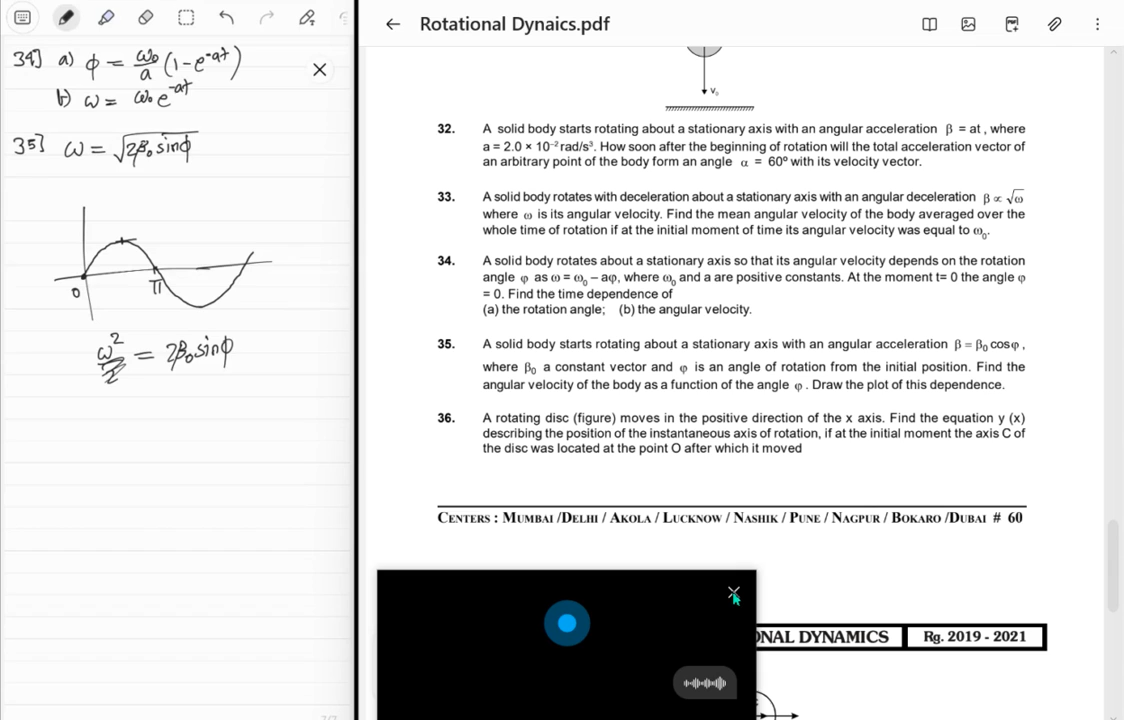 Rotational Dynaics.pdf
34] a) ϕ = ω₀/a (1-e^-at)
b) ω = ω₀e^-at
35] ω = √2β₀sinϕ
0
π
ω²/2 = 2β₀sinϕ
v₀
32. A solid body starts rotating about a stationary axis with an angular acceleration β = at, where
a = 2.0 × 10⁻² rad/s³. How soon after the beginning of rotation will the total acceleration vector of
an arbitrary point of the body form an angle α = 60° with its velocity vector.
33. A solid body rotates with deceleration about a stationary axis with an angular deceleration β ∝ √ω
where ω is its angular velocity. Find the mean angular velocity of the body averaged over the
whole time of rotation if at the initial moment of time its angular velocity was equal to ω₀.
34. A solid body rotates about a stationary axis so that its angular velocity depends on the rotation
angle φ as ω = ω₀ – aφ, where ω₀ and a are positive constants. At the moment t= 0 the angle φ
= 0. Find the time dependence of
(a) the rotation angle; (b) the angular velocity.
35. A solid body starts rotating about a stationary axis with an angular acceleration β = β₀ cosφ,
where β₀ a constant vector and φ is an angle of rotation from the initial position. Find the
angular velocity of the body as a function of the angle φ. Draw the plot of this dependence.
36. A rotating disc (figure) moves in the positive direction of the x axis. Find the equation y (x)
describing the position of the instantaneous axis of rotation, if at the initial moment the axis C of
the disc was located at the point O after which it moved
CENTERS : MUMBAI /DELHI / AKOLA / LUCKNOW / NASHIK / PUNE / NAGPUR / BOKARO /DUBAI # 60
ONAL DYNAMICS Rg. 2019 - 2021